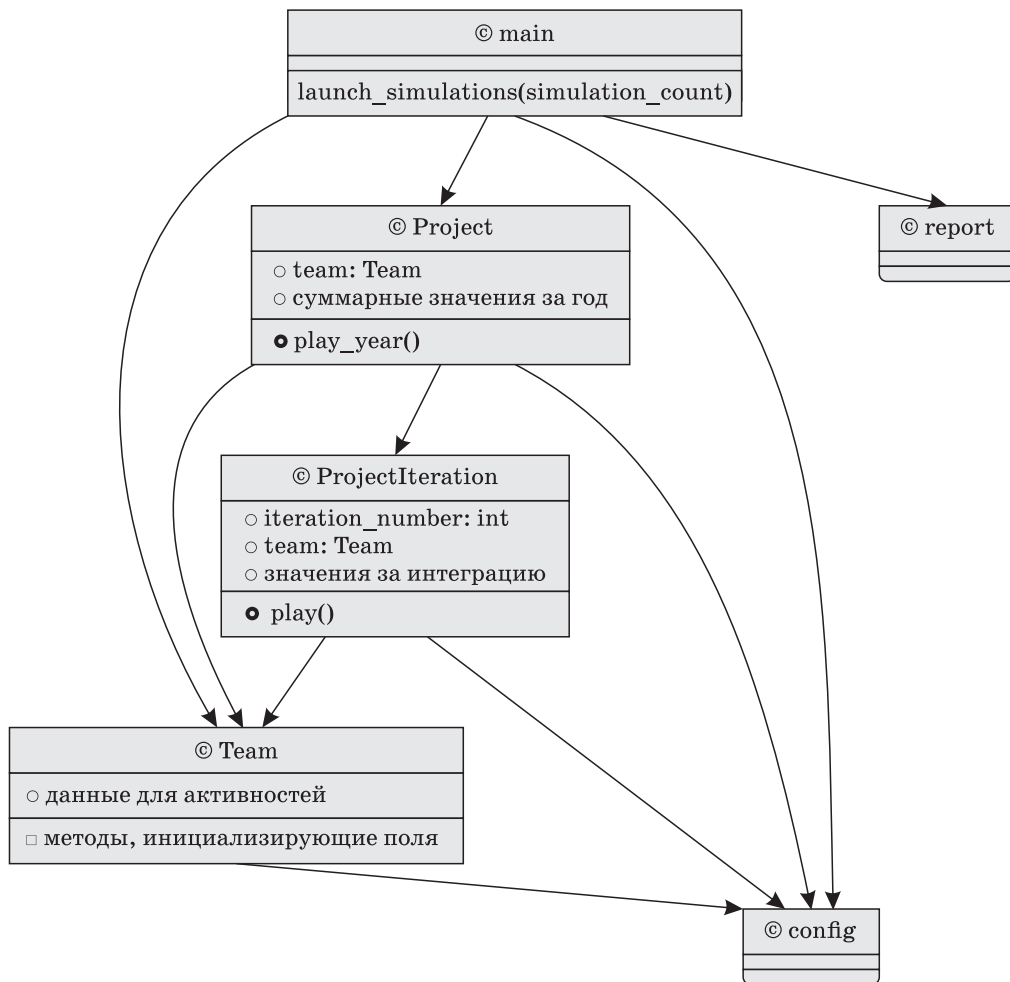 © main
launch_simulations(simulation_count)
© Project
team: Team
суммарные значения за год
play_year()
© report
© ProjectIteration
iteration_number: int
team: Team
значения за интеграцию
play()
© Team
данные для активностей
методы, инициализирующие поля
© config